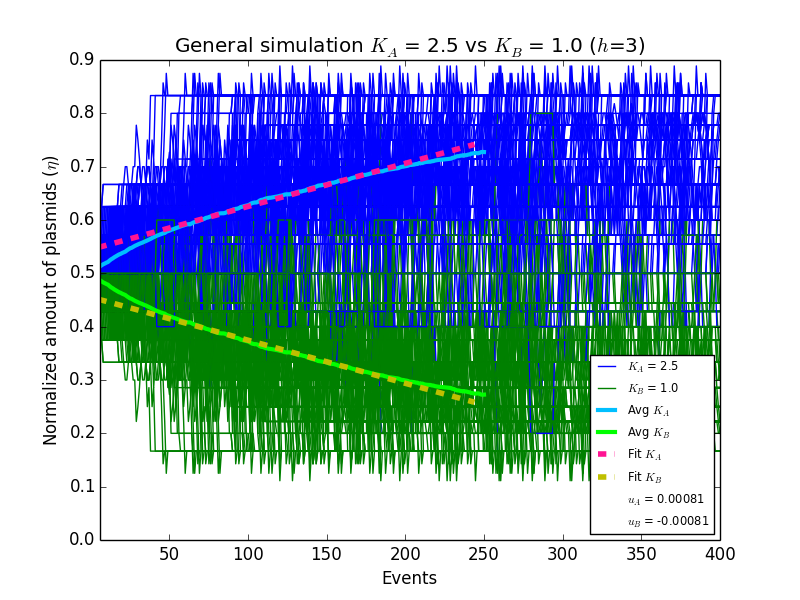 General simulation K_A = 2.5 vs K_B = 1.0 (h=3)
Normalized amount of plasmids (η)
0.9
0.8
0.7
0.6
0.5
0.4
0.3
0.2
0.1
0.0
K_A = 2.5
K_B = 1.0
Avg K_A
Avg K_B
Fit K_A
Fit K_B
u_A = 0.00081
u_B = -0.00081
50 100 150 200 250 300 350 400
Events